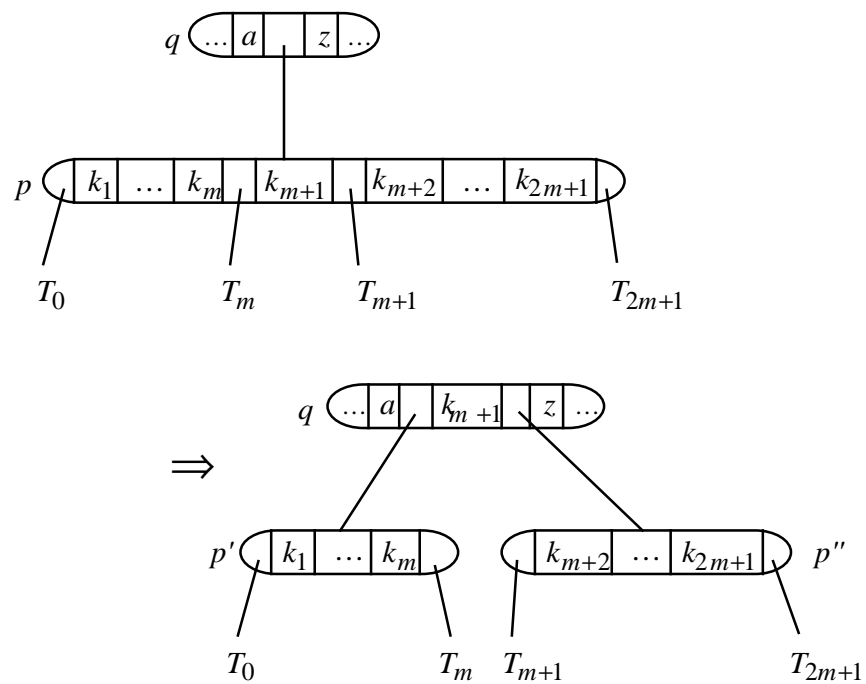 q … a z …
p k₁ … kₘ kₘ₊₁ kₘ₊₂ … k₂ₘ₊₁
T₀ Tₘ Tₘ₊₁ T₂ₘ₊₁
q … a kₘ₊₁ z …
⇒
p' k₁ … kₘ kₘ₊₂ … k₂ₘ₊₁ p"
T₀ Tₘ Tₘ₊₁ T₂ₘ₊₁